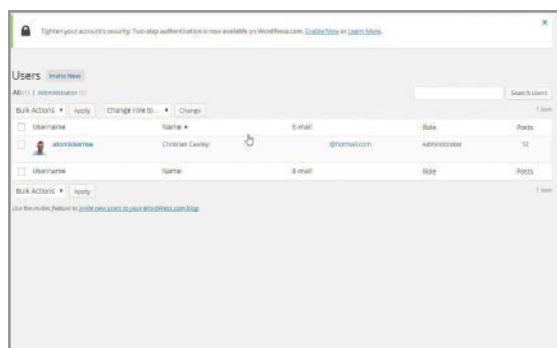 Tighten your account's security. Two-step authentication is now available on WordPress.com. Enable Now or Learn More.
Users Invite New
All (1) | Administrator (1) Search Users
Bulk Actions Apply Change role to... Change 1 item
Username Name E-mail Role Posts
Christian Cawley @hotmail.com Administrator 52
Username Name E-mail Role Posts
Bulk Actions Apply 1 item
Use the invites feature to invite new users to your WordPress.com blog.